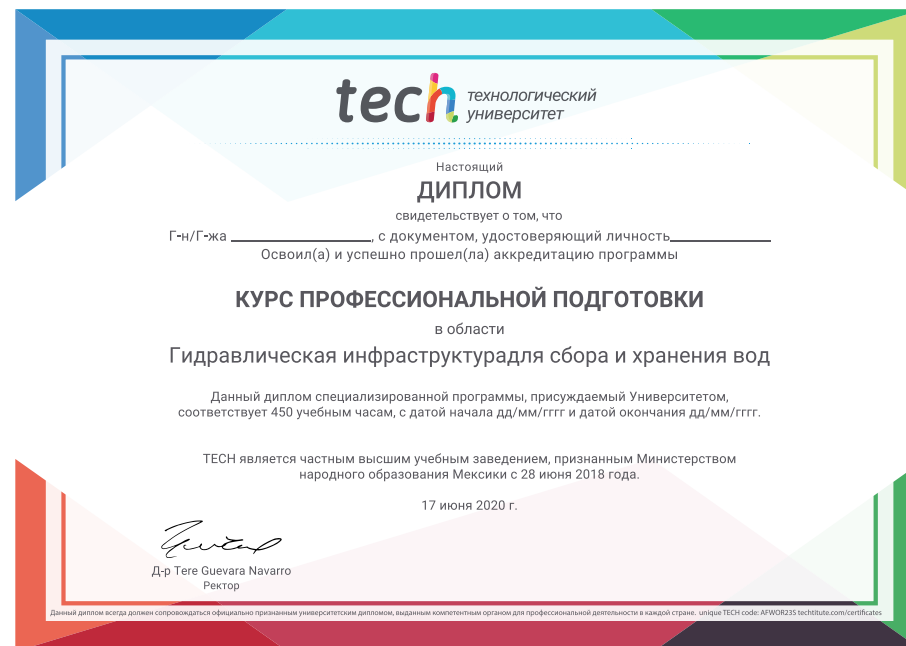 tech технологический
университет
Настоящий
ДИПЛОМ
свидетельствует о том, что
Г-н/Г-жа ____________________, с документом, удостоверяющий личность______________
Освоил(а) и успешно прошел(ла) аккредитацию программы
КУРС ПРОФЕССИОНАЛЬНОЙ ПОДГОТОВКИ
в области
Гидравлическая инфраструктурадля сбора и хранения вод
Данный диплом специализированной программы, присуждаемый Университетом,
соответствует 450 учебным часам, с датой начала дд/мм/гггг и датой окончания дд/мм/гггг.
TECH является частным высшим учебным заведением, признанным Министерством
народного образования Мексики с 28 июня 2018 года.
17 июня 2020 г.
Д-р Tere Guevara Navarro
Ректор
Данный диплом всегда должен сопровождаться официально признанным университетским дипломом, выданным компетентным органом для профессиональной деятельности в каждой стране. unique TECH code: AFWOR23S techtitute.com/certificates